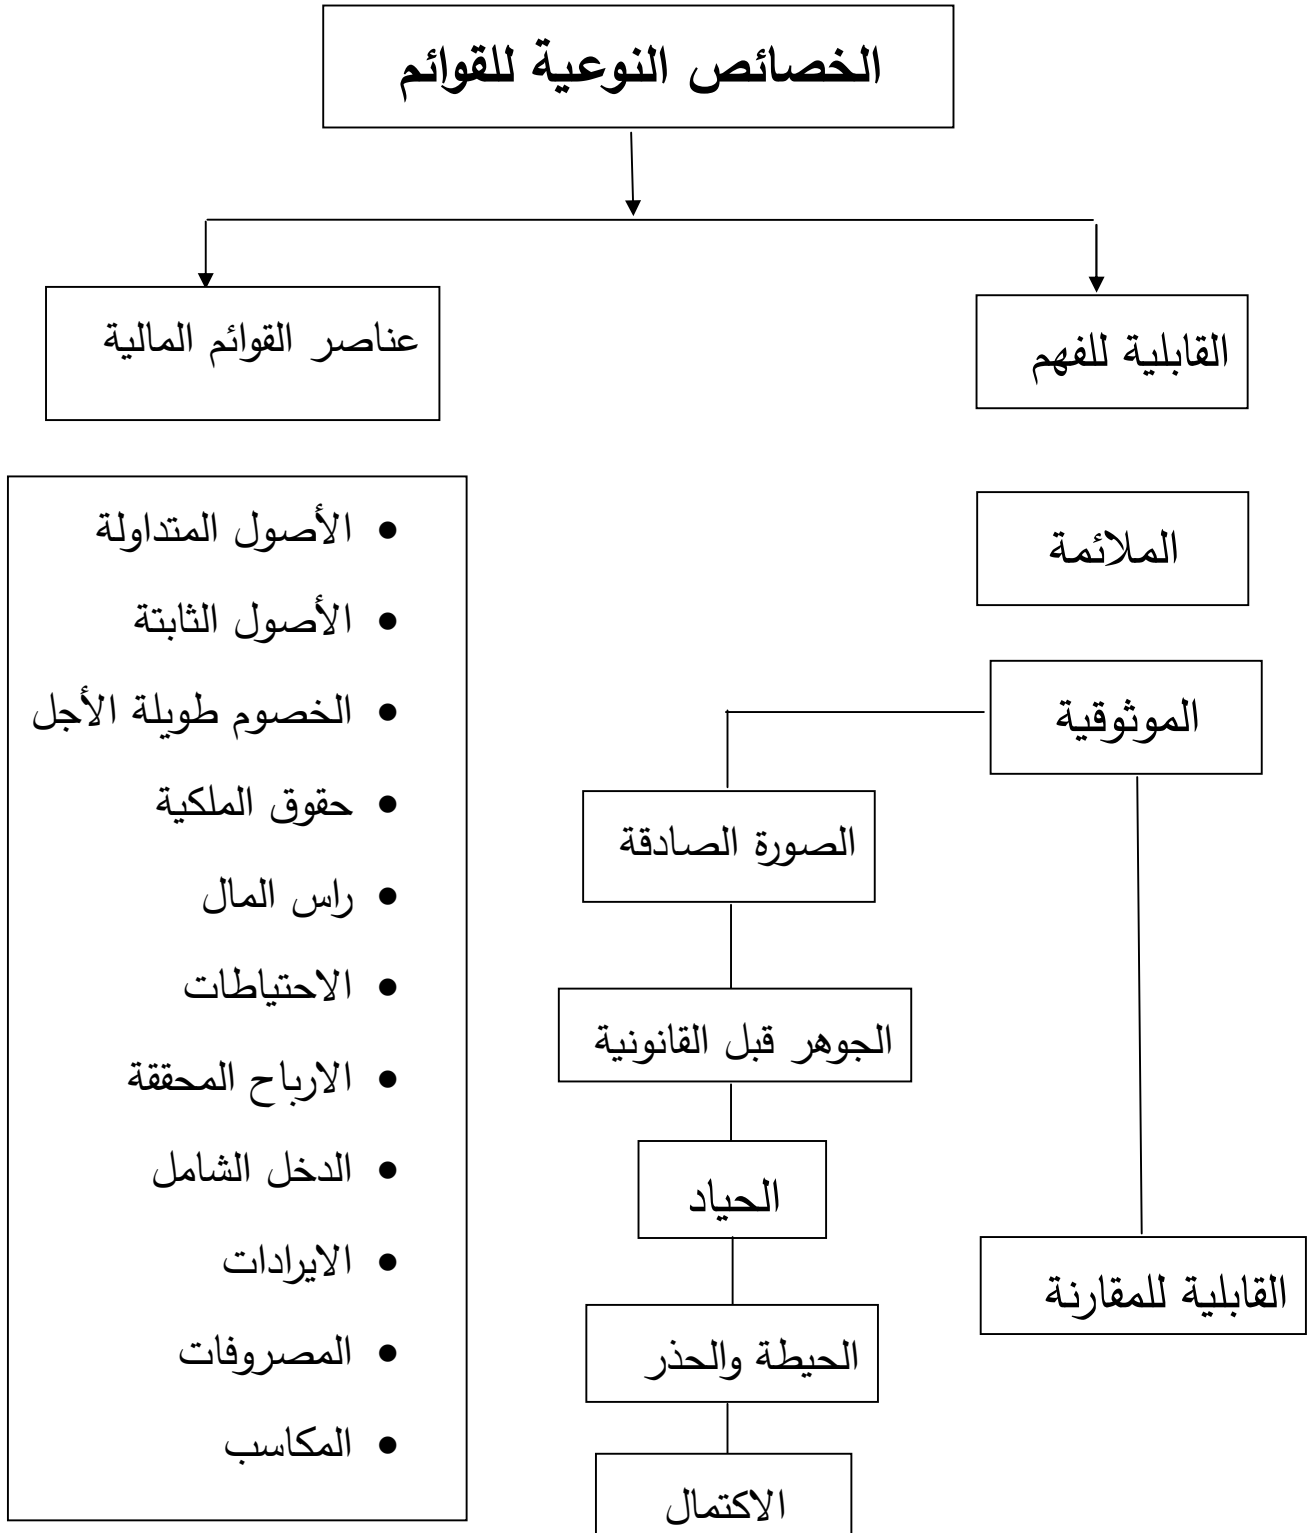 الخصائص النوعية للقوائم
القابلية للفهم
عناصر القوائم المالية
الملائمة
الموثوقية
الصورة الصادقة
الجوهر قبل القانونية
الحياد
الحيطة والحذر
الاكتمال
القابلية للمقارنة
• الأصول المتداولة
• الأصول الثابتة
• الخصوم طويلة الأجل
• حقوق الملكية
• راس المال
• الاحتياطات
• الارباح المحققة
• الدخل الشامل
• الايرادات
• المصروفات
• المكاسب